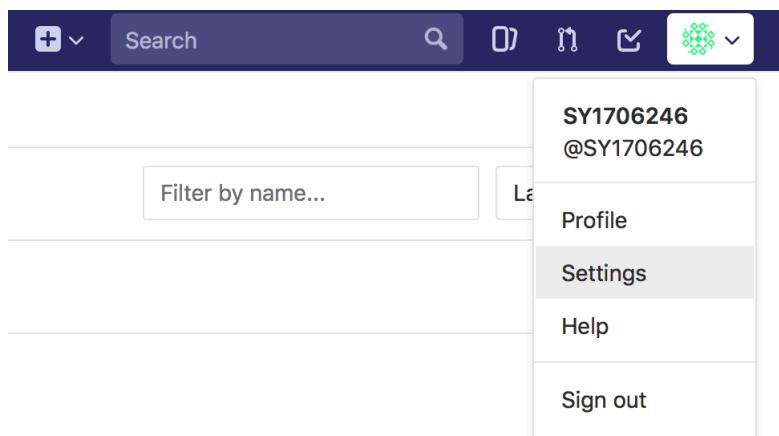 Search
SY1706246
@SY1706246
Filter by name...
La
Profile
Settings
Help
Sign out